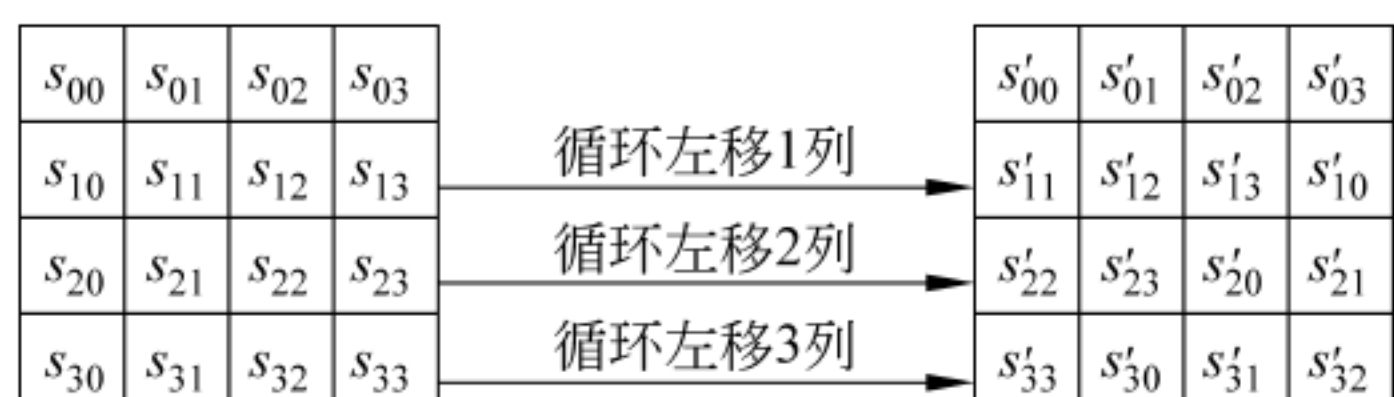 s00 s01 s02 s03 s′00 s′01 s′02 s′03
s10 s11 s12 s13 循环左移1列 s′11 s′12 s′13 s′10
s20 s21 s22 s23 循环左移2列 s′22 s′23 s′20 s′21
s30 s31 s32 s33 循环左移3列 s′33 s′30 s′31 s′32